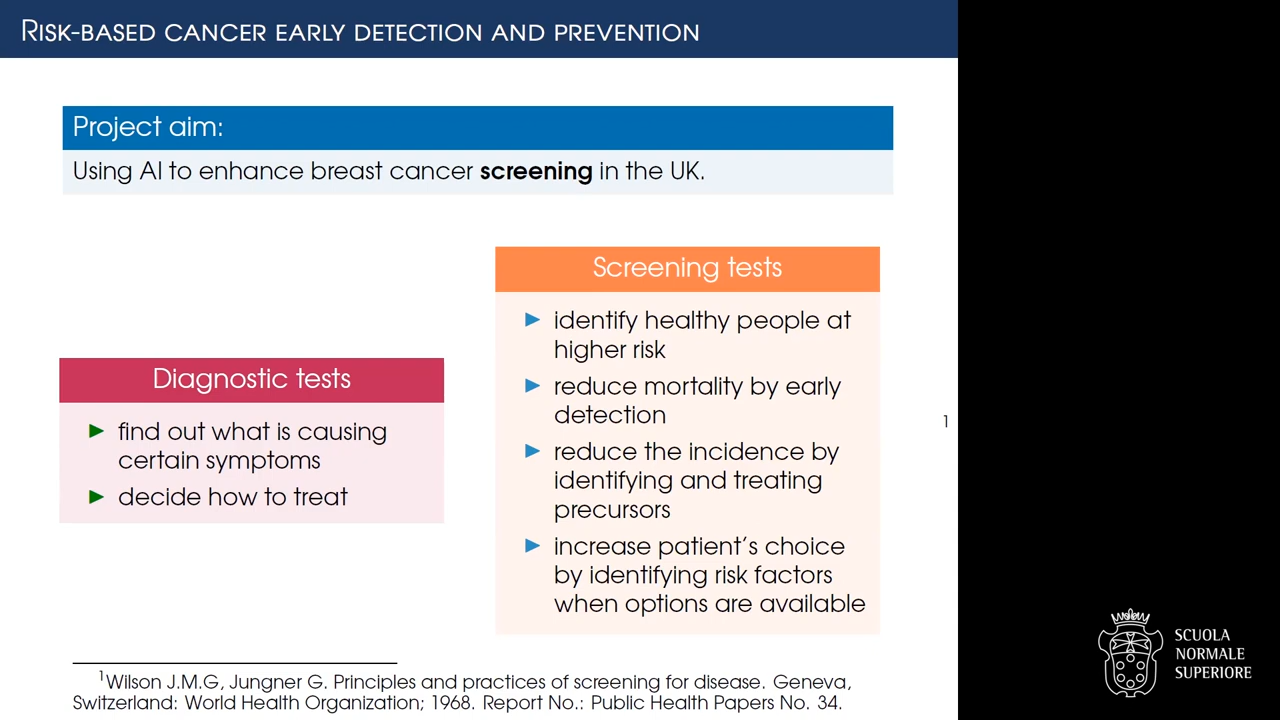 Risk-based cancer early detection and prevention
Project aim:
Using AI to enhance breast cancer screening in the UK.
Diagnostic tests
find out what is causing
certain symptoms
decide how to treat
Screening tests
identify healthy people at
higher risk
reduce mortality by early
detection
reduce the incidence by
identifying and treating
precursors
increase patient's choice
by identifying risk factors
when options are available
1
1Wilson J.M.G, Jungner G. Principles and practices of screening for disease. Geneva,
Switzerland: World Health Organization; 1968. Report No.: Public Health Papers No. 34.
SCUOLA
NORMALE
SUPERIORE